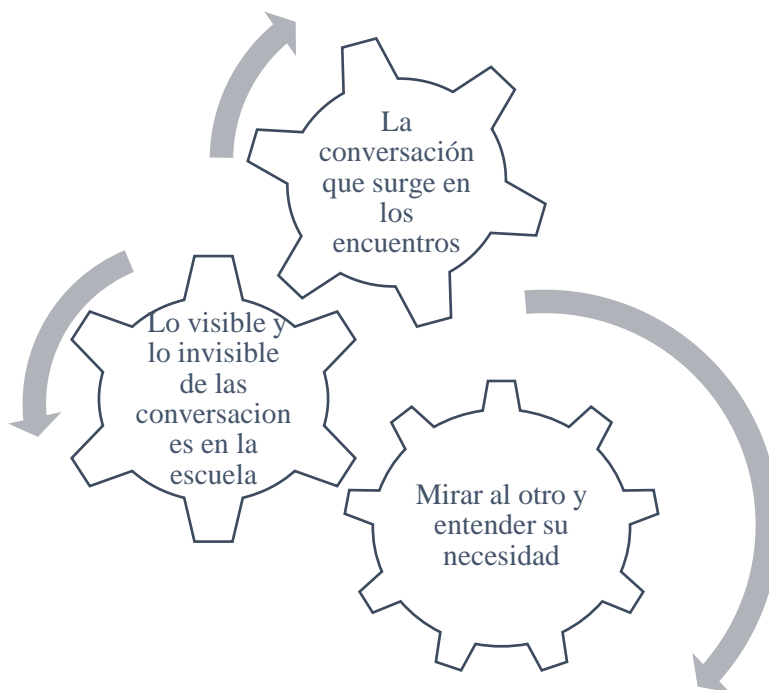 La
conversación
que surge en
los
encuentros
Lo visible y
lo invisible
de las
conversacion
es en la
escuela
Mirar al otro y
entender su
necesidad